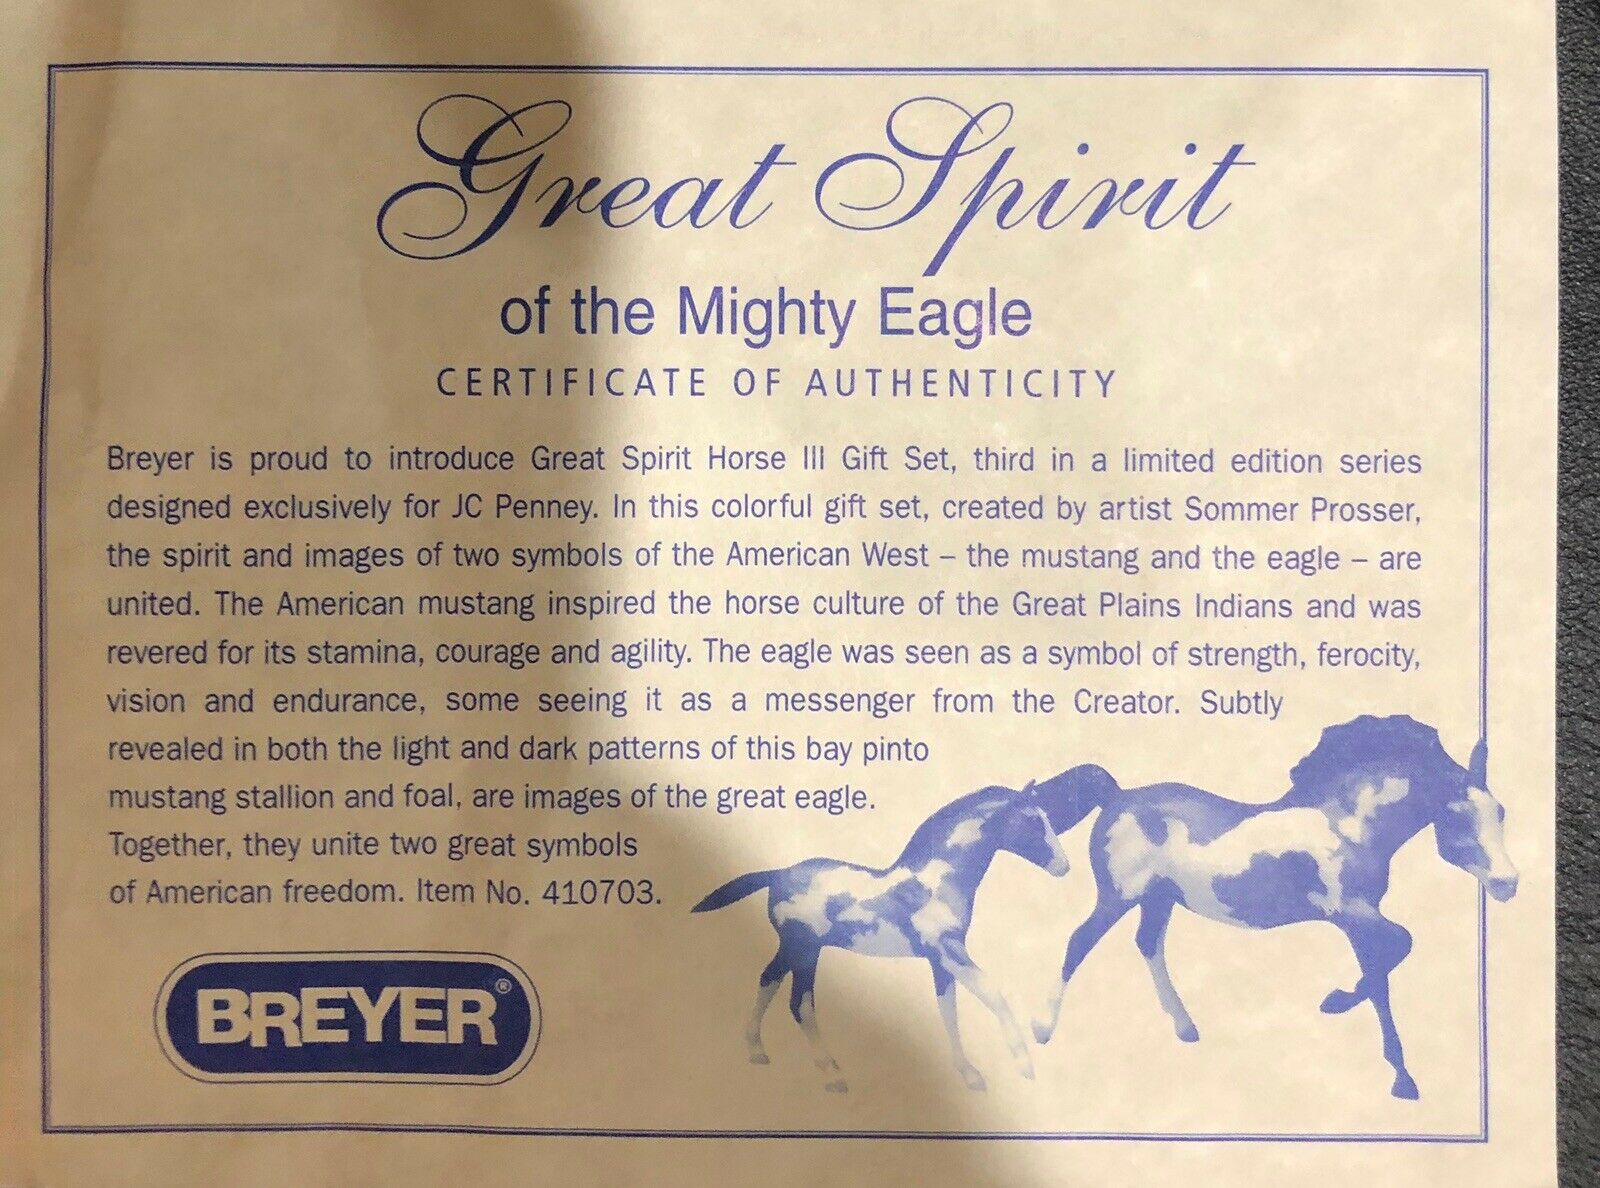 Great Spirit
of the Mighty Eagle
CERTIFICATE OF AUTHENTICITY
Breyer is proud to introduce Great Spirit Horse III Gift Set, third in a limited edition series
designed exclusively for JC Penney. In this colorful gift set, created by artist Sommer Prosser,
the spirit and images of two symbols of the American West – the mustang and the eagle – are
united. The American mustang inspired the horse culture of the Great Plains Indians and was
revered for its stamina, courage and agility. The eagle was seen as a symbol of strength, ferocity,
vision and endurance, some seeing it as a messenger from the Creator. Subtly
revealed in both the light and dark patterns of this bay pinto
mustang stallion and foal, are images of the great eagle.
Together, they unite two great symbols
of American freedom. Item No. 410703.
BREYER®